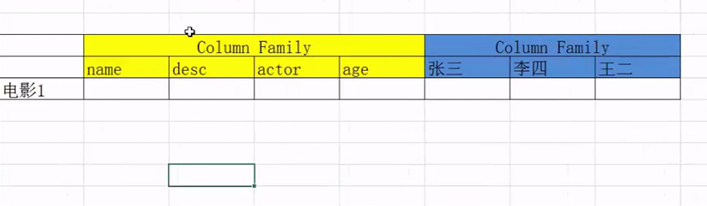 Column Family Column Family
name desc actor age 张三 李四 王二
电影1